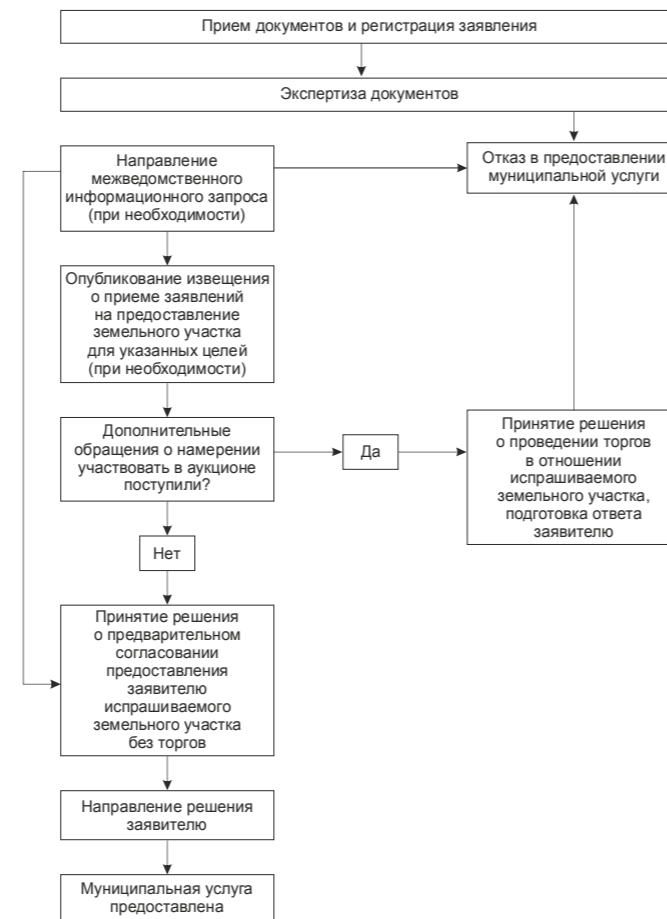 Прием документов и регистрация заявления
Экспертиза документов
Направление
межведомственного
информационного запроса
(при необходимости)
Отказ в предоставлении
муниципальной услуги
Опубликование извещения
о приеме заявлений
на предоставление
земельного участка
для указанных целей
(при необходимости)
Дополнительные
обращения о намерении
участвовать в аукционе
поступили?
Да
Принятие решения
о проведении торгов
в отношении
испрашиваемого
земельного участка,
подготовка ответа
заявителю
Нет
Принятие решения
о предварительном
согласовании
предоставления
заявителю
испрашиваемого
земельного участка
без торгов
Направление решения
заявителю
Муниципальная услуга
предоставлена